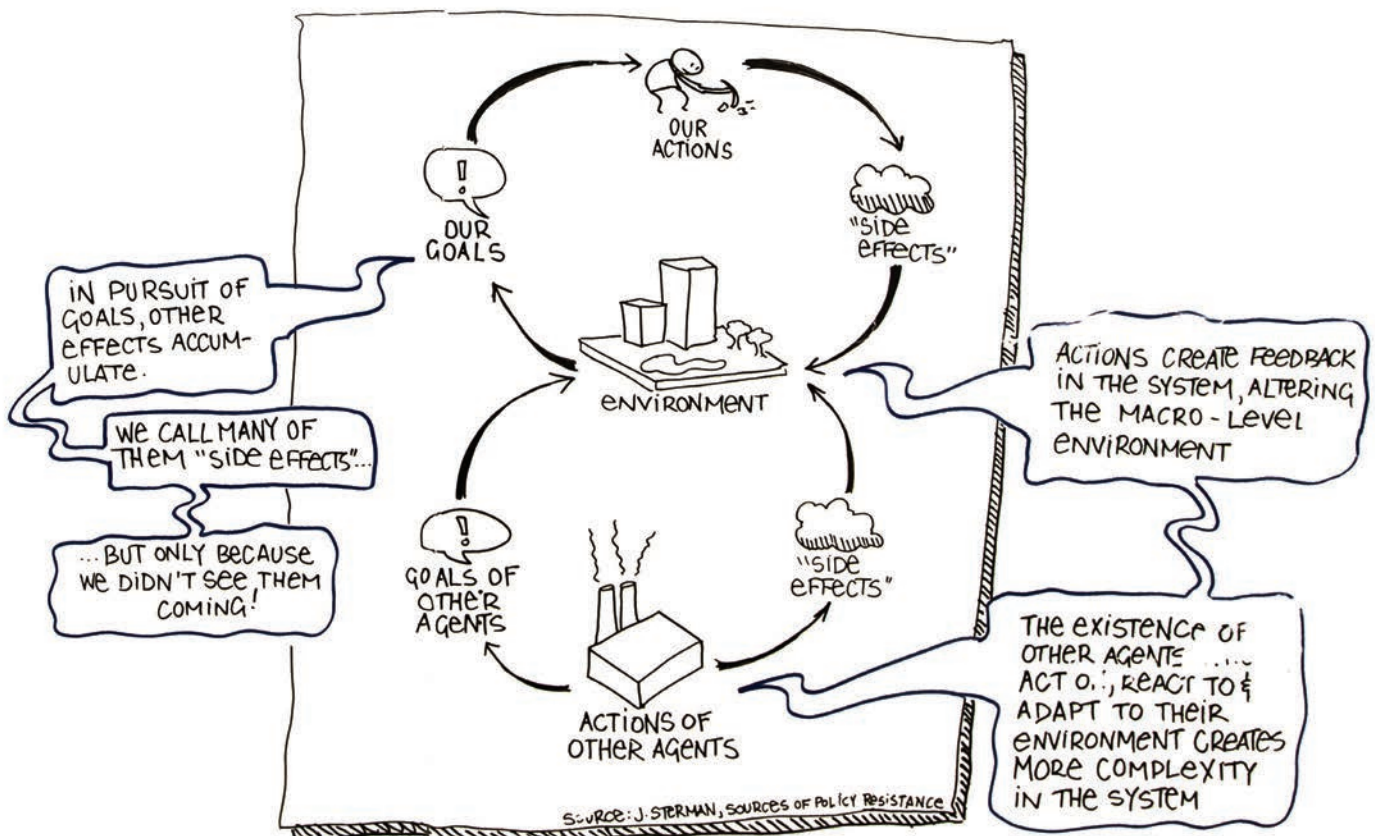 OUR
ACTIONS
"SIDE
EFFECTS"
OUR
GOALS
IN PURSUIT OF
GOALS, OTHER
EFFECTS ACCUM-
ULATE.
WE CALL MANY OF
THEM "SIDE EFFECTS"...
...BUT ONLY BECAUSE
WE DIDN'T SEE THEM
COMING!
ENVIRONMENT
ACTIONS CREATE FEEDBACK
IN THE SYSTEM, ALTERING
THE MACRO-LEVEL
ENVIRONMENT
GOALS OF
OTHER
AGENTS
"SIDE
EFFECTS"
ACTIONS OF
OTHER AGENTS
THE EXISTENCE OF
OTHER AGENTS
ACT REACT TO &
ADAPT TO THEIR
ENVIRONMENT CREATES
MORE COMPLEXITY
IN THE SYSTEM
SOURCE: J. STERMAN, SOURCES OF POLICY RESISTANCE